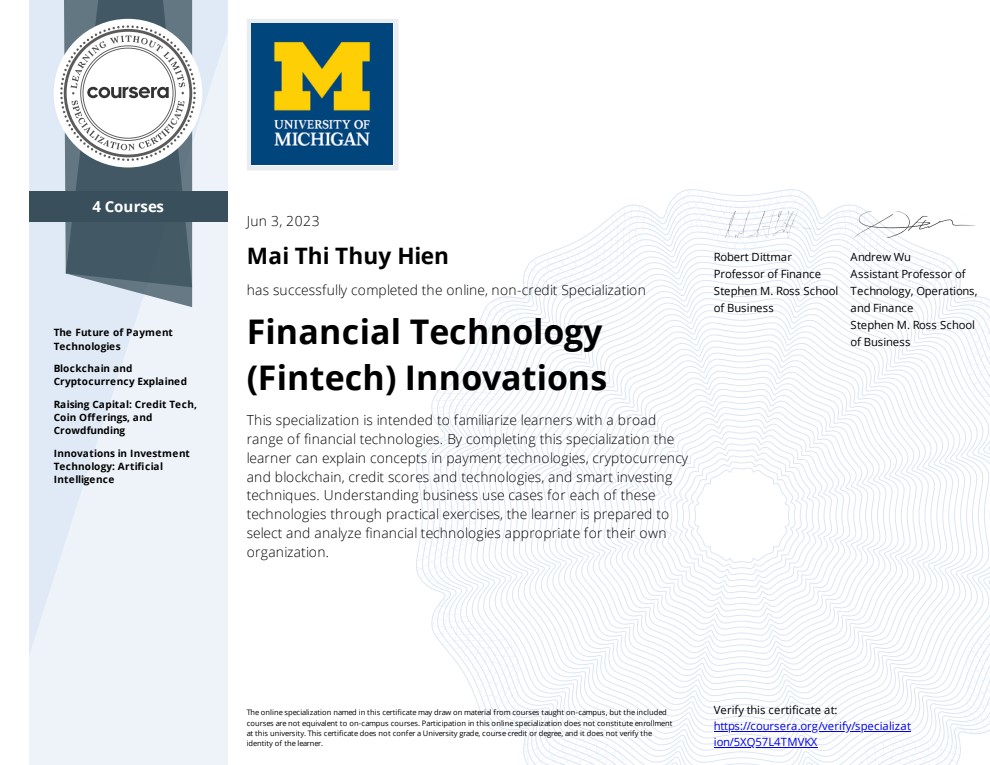 LEARNING WITHOUT LIMITS
coursera
SPECIALIZATION CERTIFICATE
4 Courses
The Future of Payment
Technologies
Blockchain and
Cryptocurrency Explained
Raising Capital: Credit Tech,
Coin Offerings, and
Crowdfunding
Innovations in Investment
Technology: Artificial
Intelligence
M
UNIVERSITY OF
MICHIGAN
Jun 3, 2023
Mai Thi Thuy Hien
has successfully completed the online, non-credit Specialization
Financial Technology
(Fintech) Innovations
This specialization is intended to familiarize learners with a broad
range of financial technologies. By completing this specialization the
learner can explain concepts in payment technologies, cryptocurrency
and blockchain, credit scores and technologies, and smart investing
techniques. Understanding business use cases for each of these
technologies through practical exercises, the learner is prepared to
select and analyze financial technologies appropriate for their own
organization.
Robert Dittmar
Professor of Finance
Stephen M. Ross School
of Business
Andrew Wu
Assistant Professor of
Technology, Operations,
and Finance
Stephen M. Ross School
of Business
The online specialization named in this certificate may draw on material from courses taught on-campus, but the included
courses are not equivalent to on-campus courses. Participation in this online specialization does not constitute enrollment
at this university. This certificate does not confer a University grade, course credit or degree, and it does not verify the
identity of the learner.
Verify this certificate at:
https://coursera.org/verify/specializat
ion/5XQ57L4TMVKX